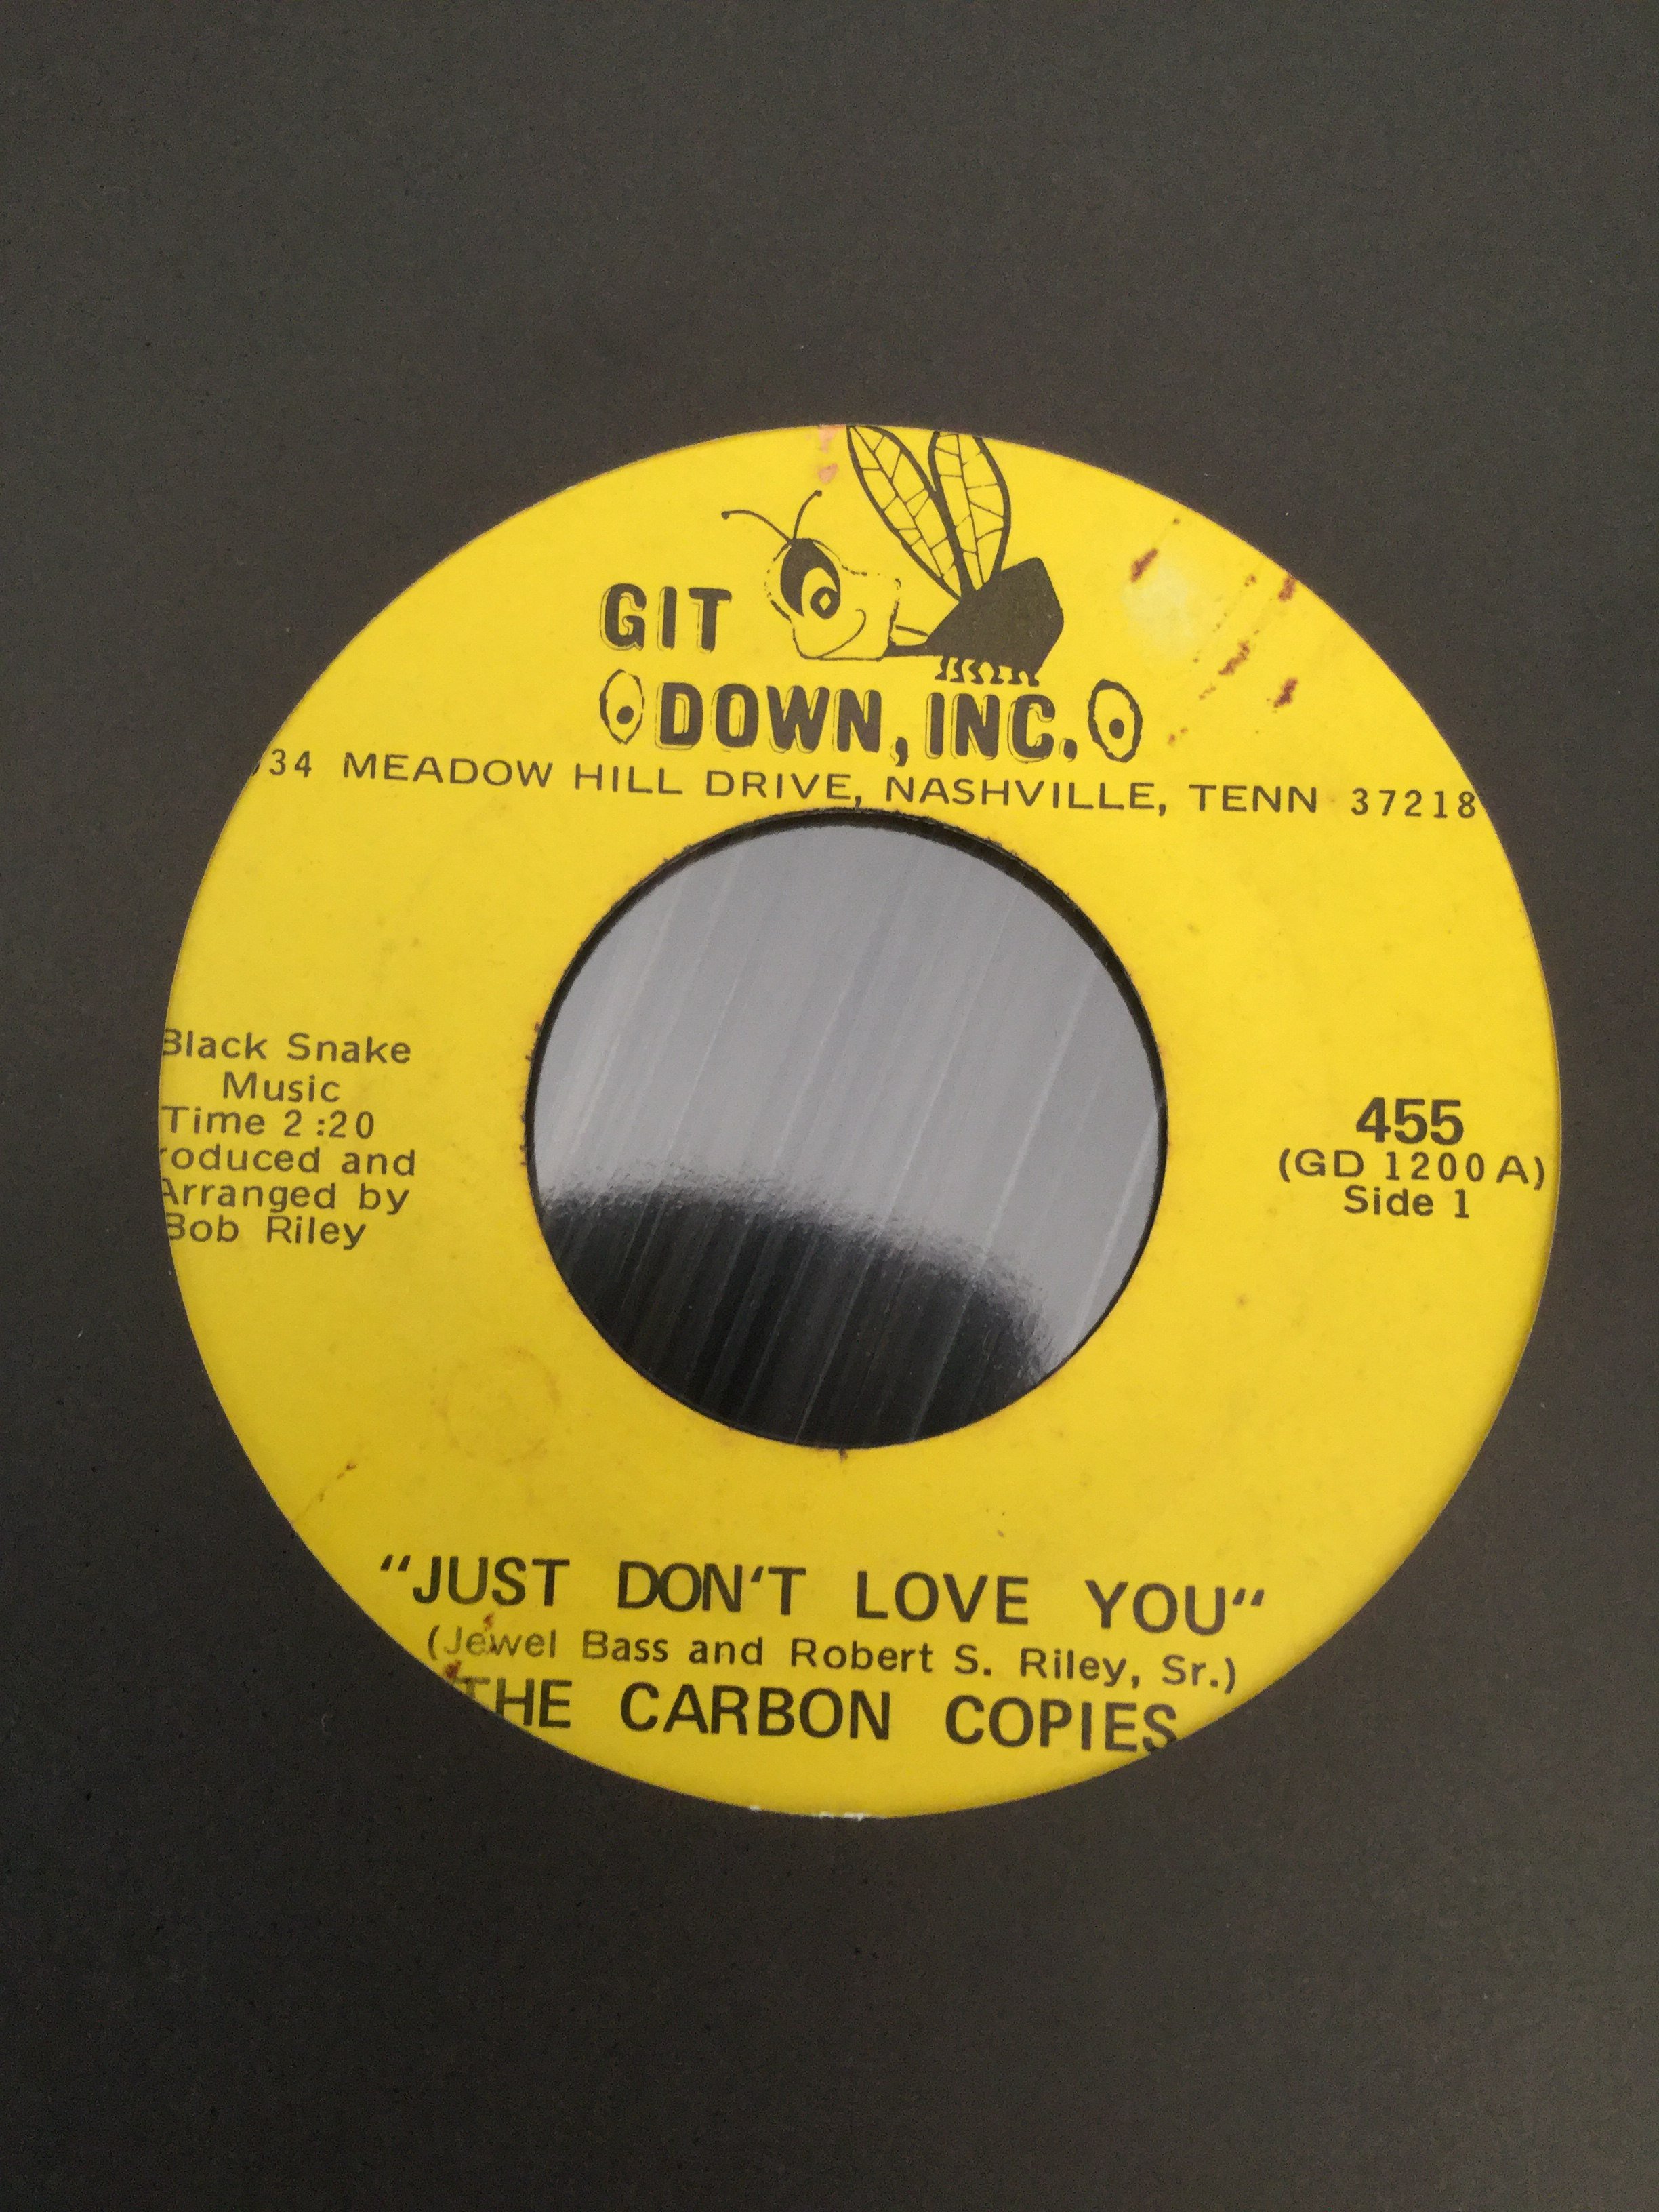 GIT
DOWN, INC.
34 MEADOW HILL DRIVE, NASHVILLE, TENN 37218
Black Snake
Music
Time 2:20
roduced and
Arranged by
Bob Riley
455
(GD 1200 A)
Side 1
"JUST DON'T LOVE YOU"
(Jewel Bass and Robert S. Riley, Sr.)
THE CARBON COPIES